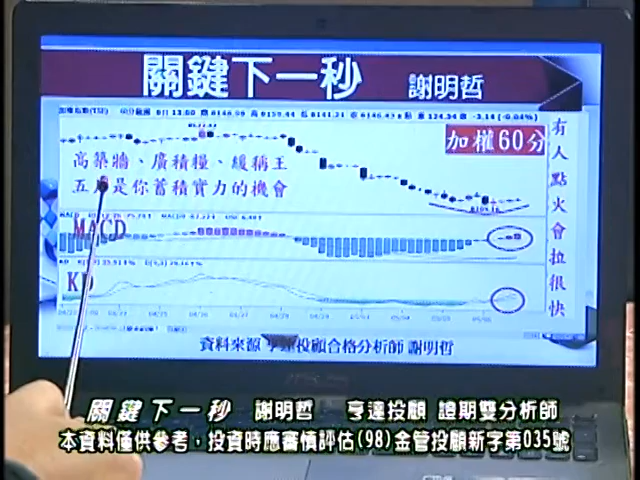 關鍵下一秒 謝明哲
加權60分
高築牆、廣積糧、緩稱王
五月是你蓄積實力的機會
有人點火會拉很快
MACD
KD
資料來源 亨達投顧合格分析師 謝明哲
關鍵下一秒 謝明哲 亨達投顧 證期雙分析師
本資料僅供參考，投資時應審慎評估(98)金管投顧新字第035號